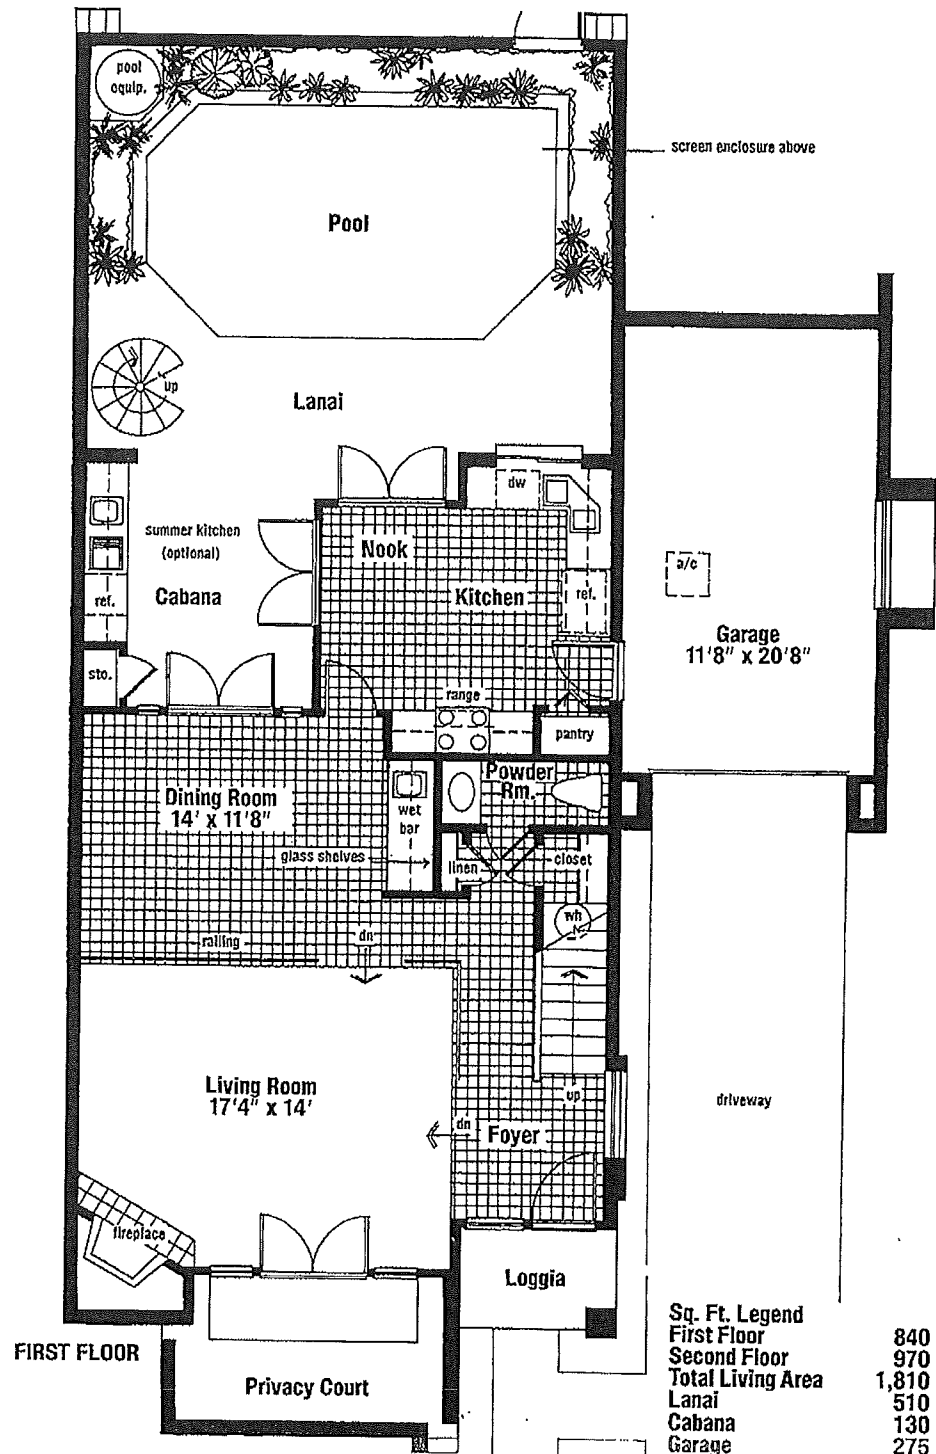 pool
equip.
screen enclosure above
Pool
up
Lanai
dw
summer kitchen
(optional)
Nook
a/c
Cabana
Kitchen
ref.
ref.
Garage
11'8" x 20'8"
sto.
range
pantry
Powder
Rm.
Dining Room
14' x 11'8"
wet
bar
glass shelves
linen
closet
wh
railing
dn
Living Room
17'4" x 14'
up
driveway
dn
Foyer
fireplace
Loggia
FIRST FLOOR
Privacy Court
Sq. Ft. Legend
First Floor 840
Second Floor 970
Total Living Area 1,810
Lanai 510
Cabana 130
Garage 275